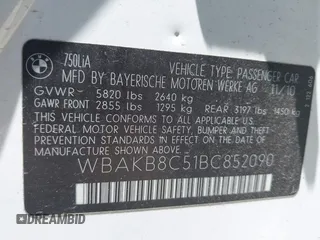 750LiA
VEHICLE TYPE PASSENGER CAR
MFD BY BAYERISCHE MOTOREN WERKE AG 11/10
GVWR- 5820 lbs 2640 kg
GAWR FRONT 2855 lbs 1295 kg REAR 3197 lbs 1450 kg
THIS VEHICLE CONFORMS TO ALL APPLICABLE
FEDERAL MOTOR VEHICLE SAFETY, BUMPER,
AND THEFT PREVENTION STANDARDS IN
EFFECT ON THE DATE OF MANUFACTURE
SHOWN ABOVE
WBAKB8C51BC852090
AUTOBIDMASTER